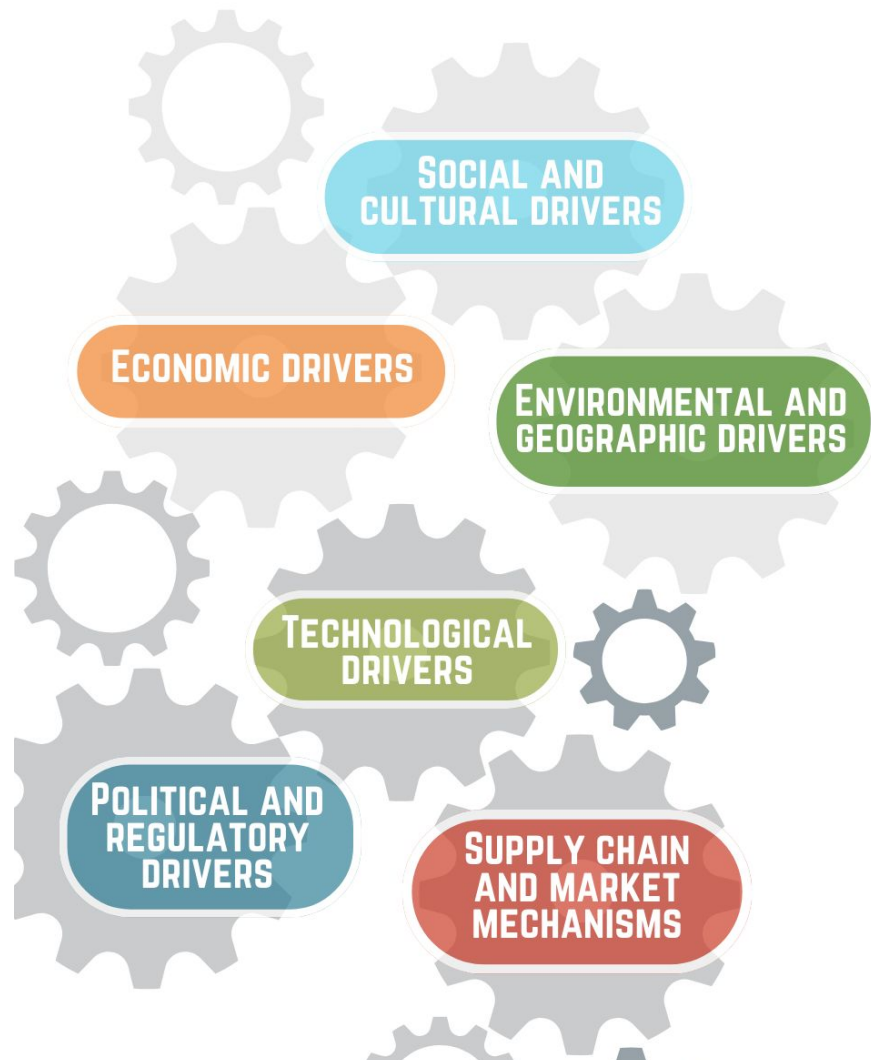 Social and
cultural drivers
Economic drivers
Environmental and
geographic drivers
Technological
drivers
Political and
regulatory
drivers
Supply chain
and market
mechanisms